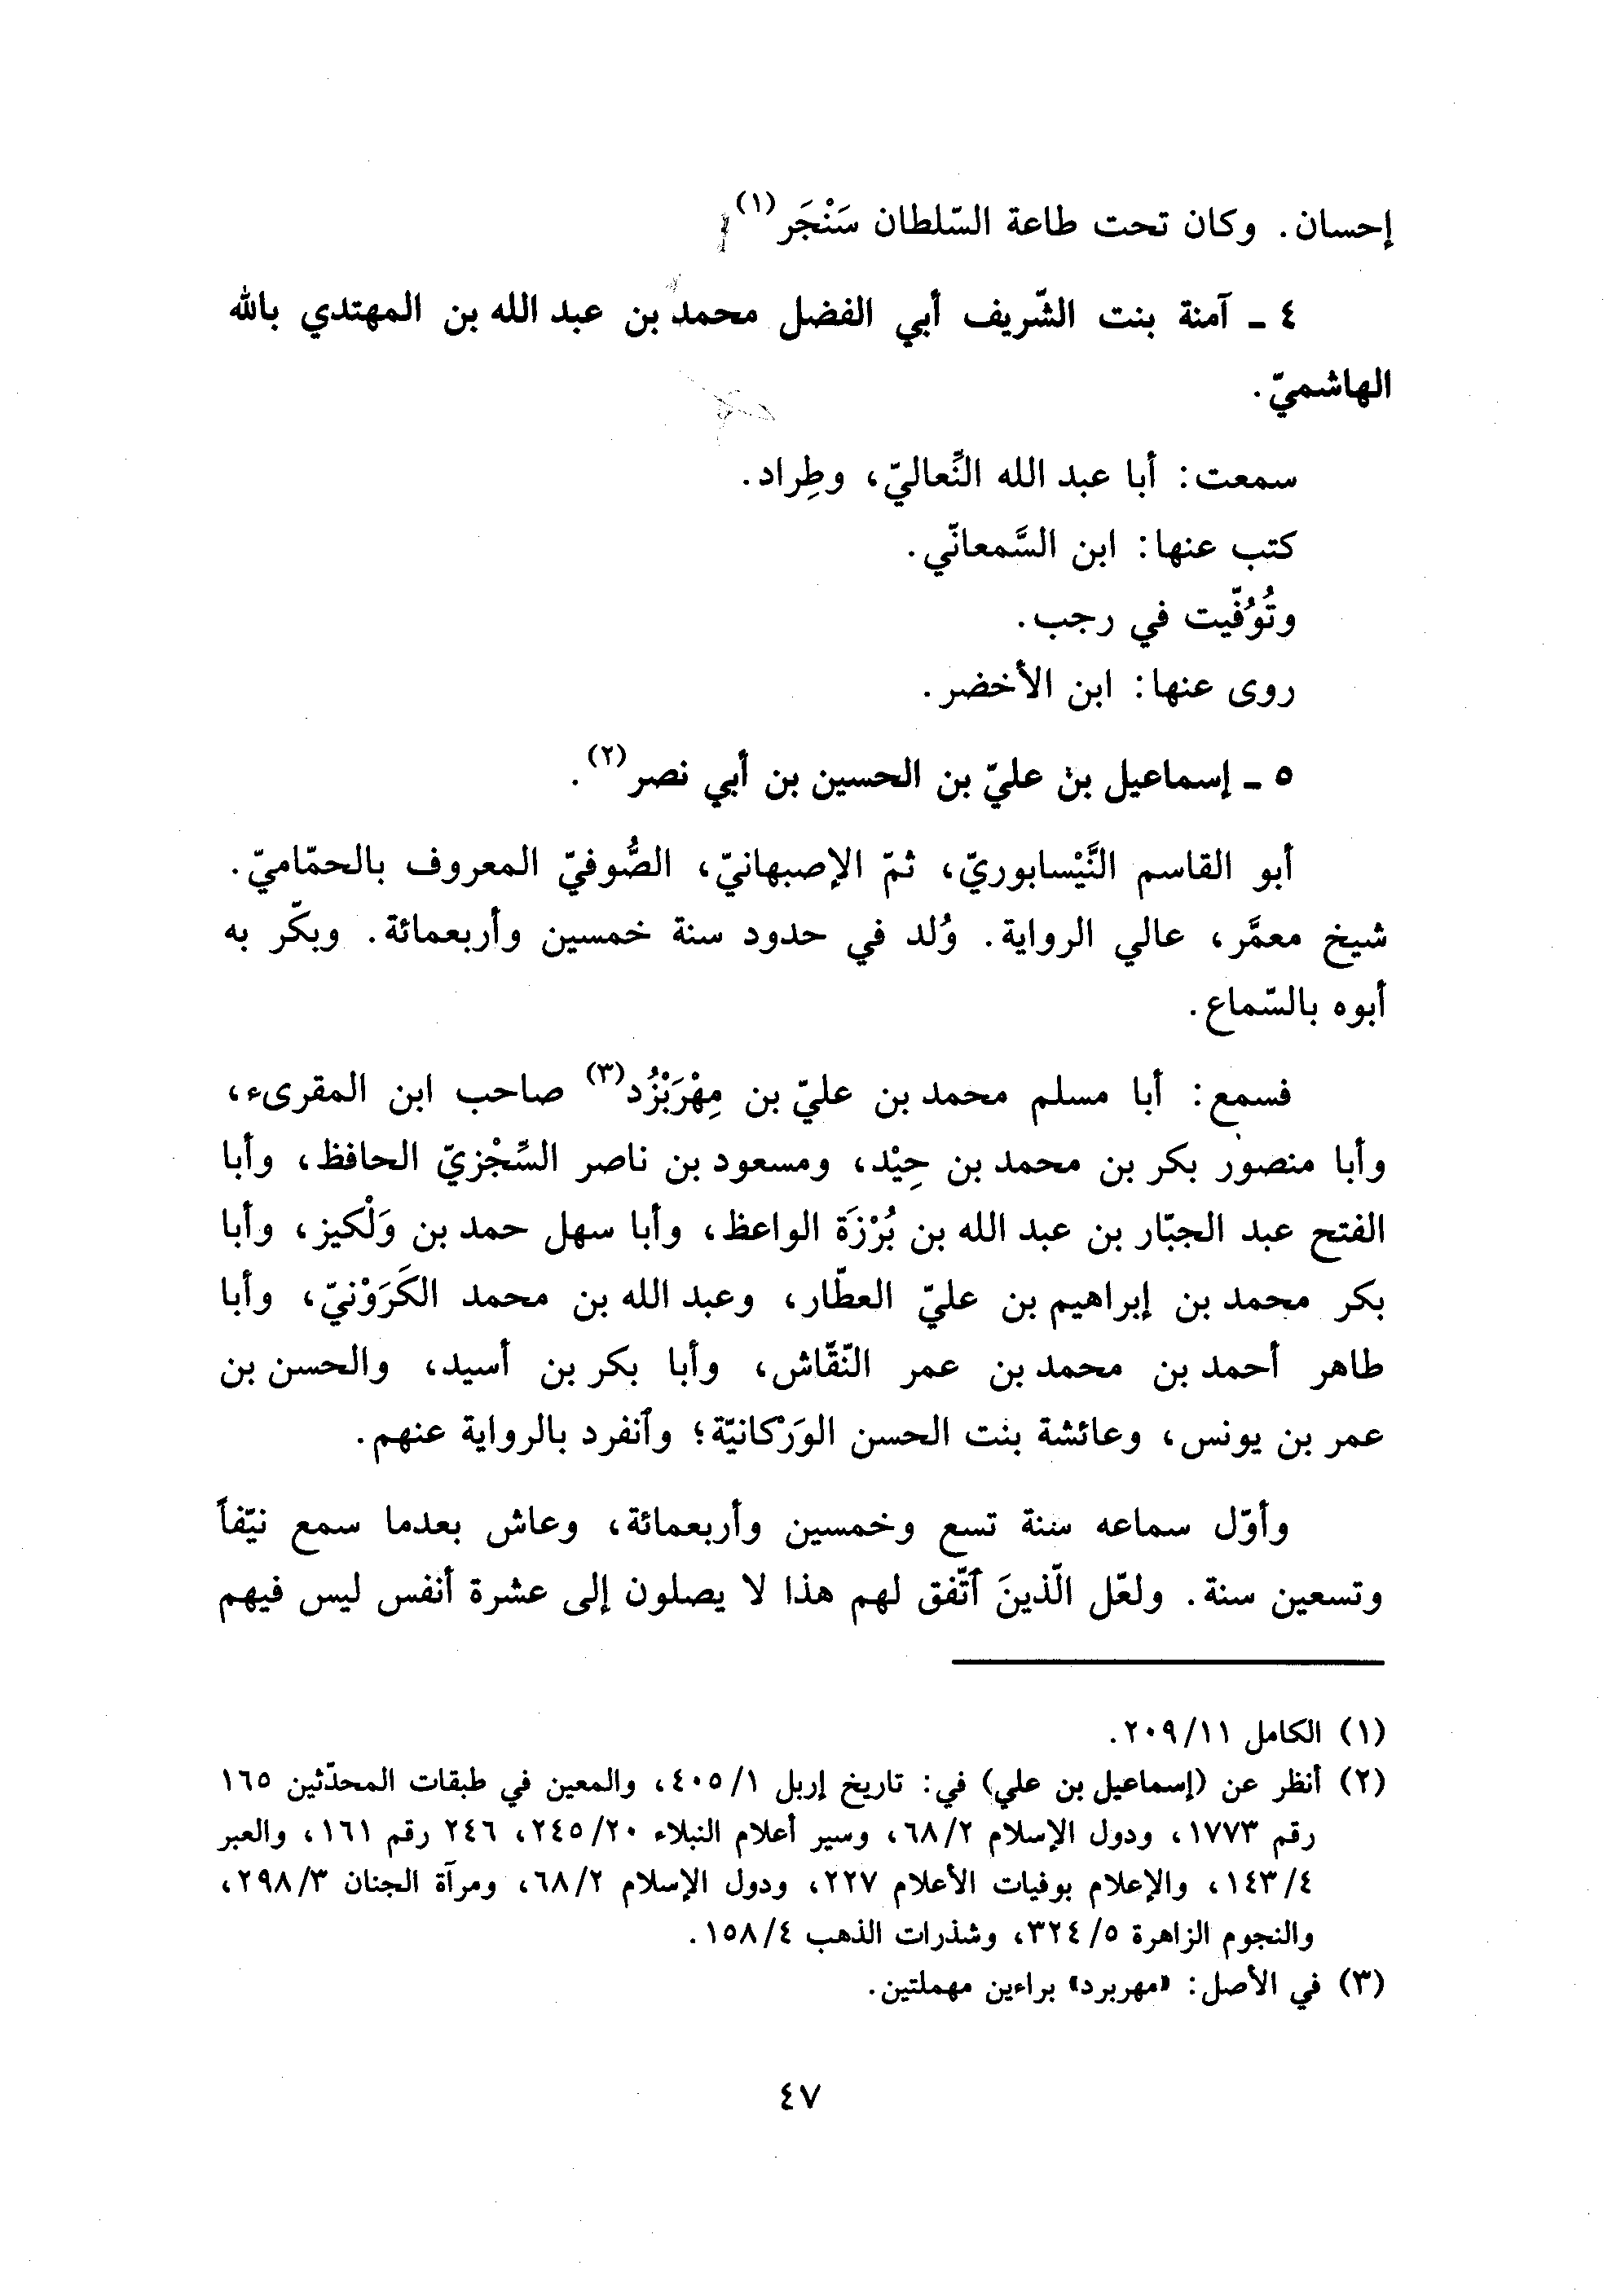 إحسان. وكان تحت طاعة السّلطان سَنْجَر(١)
٤ ـ آمنة بنت الشّريف أبي الفضل محمد بن عبد الله بن المهتدي بالله
الهاشميّ.
سمعت: أبا عبد الله النِّعاليّ، وطِراد.
كتب عنها: ابن السَّمعانّي.
وتُوُفّيت في رجب.
روى عنها: ابن الأخضر.
٥ ـ إسماعيل بن عليّ بن الحسين بن أبي نصر(٢).
أبو القاسم النَّيْسابوريّ، ثمّ الإصبهانيّ، الصُّوفيّ المعروف بالحمّاميّ.
شيخ معمَّر، عالي الرواية. وُلد في حدود سنة خمسين وأربعمائة. وبكّر به
أبوه بالسّماع.
فسمع: أبا مسلم محمد بن عليّ بن مِهْرَبْزُد(٣) صاحب ابن المقرىء،
وأبا منصور بكر بن محمد بن حِيْد، ومسعود بن ناصر السِّجْزيّ الحافظ، وأبا
الفتح عبد الجبّار بن عبد الله بن بُرْزَة الواعظ، وأبا سهل حمد بن وَلْكيز، وأبا
بكر محمد بن إبراهيم بن عليّ العطّار، وعبد الله بن محمد الكَرَوْنيّ، وأبا
طاهر أحمد بن محمد بن عمر النّقّاش، وأبا بكر بن أسيد، والحسن بن
عمر بن يونس، وعائشة بنت الحسن الوَرْكانيّة؛ وٱنفرد بالرواية عنهم.
وأوّل سماعه سنة تسع وخمسين وأربعمائة، وعاش بعدما سمع نيّفاً
وتسعين سنة. ولعّل الّذينَ ٱتّفق لهم هذا لا يصلون إلى عشرة أنفس ليس فيهم
(١) الكامل ٢٠٩/١١.
(٢) أنظر عن (إسماعيل بن علي) في: تاريخ إربل ٤٠٥/١، والمعين في طبقات المحدّثين ١٦٥
رقم ١٧٧٣، ودول الإسلام ٦٨/٢، وسير أعلام النبلاء ٢٤٥/٢٠، ٢٤٦ رقم ١٦١، والعبر
١٤٣/٤، والإعلام بوفيات الأعلام ٢٢٧، ودول الإسلام ٦٨/٢، ومرآة الجنان ٢٩٨/٣،
والنجوم الزاهرة ٣٢٤/٥، وشذرات الذهب ١٥٨/٤.
(٣) في الأصل: «مهربرد» براءين مهملتين.
٤٧